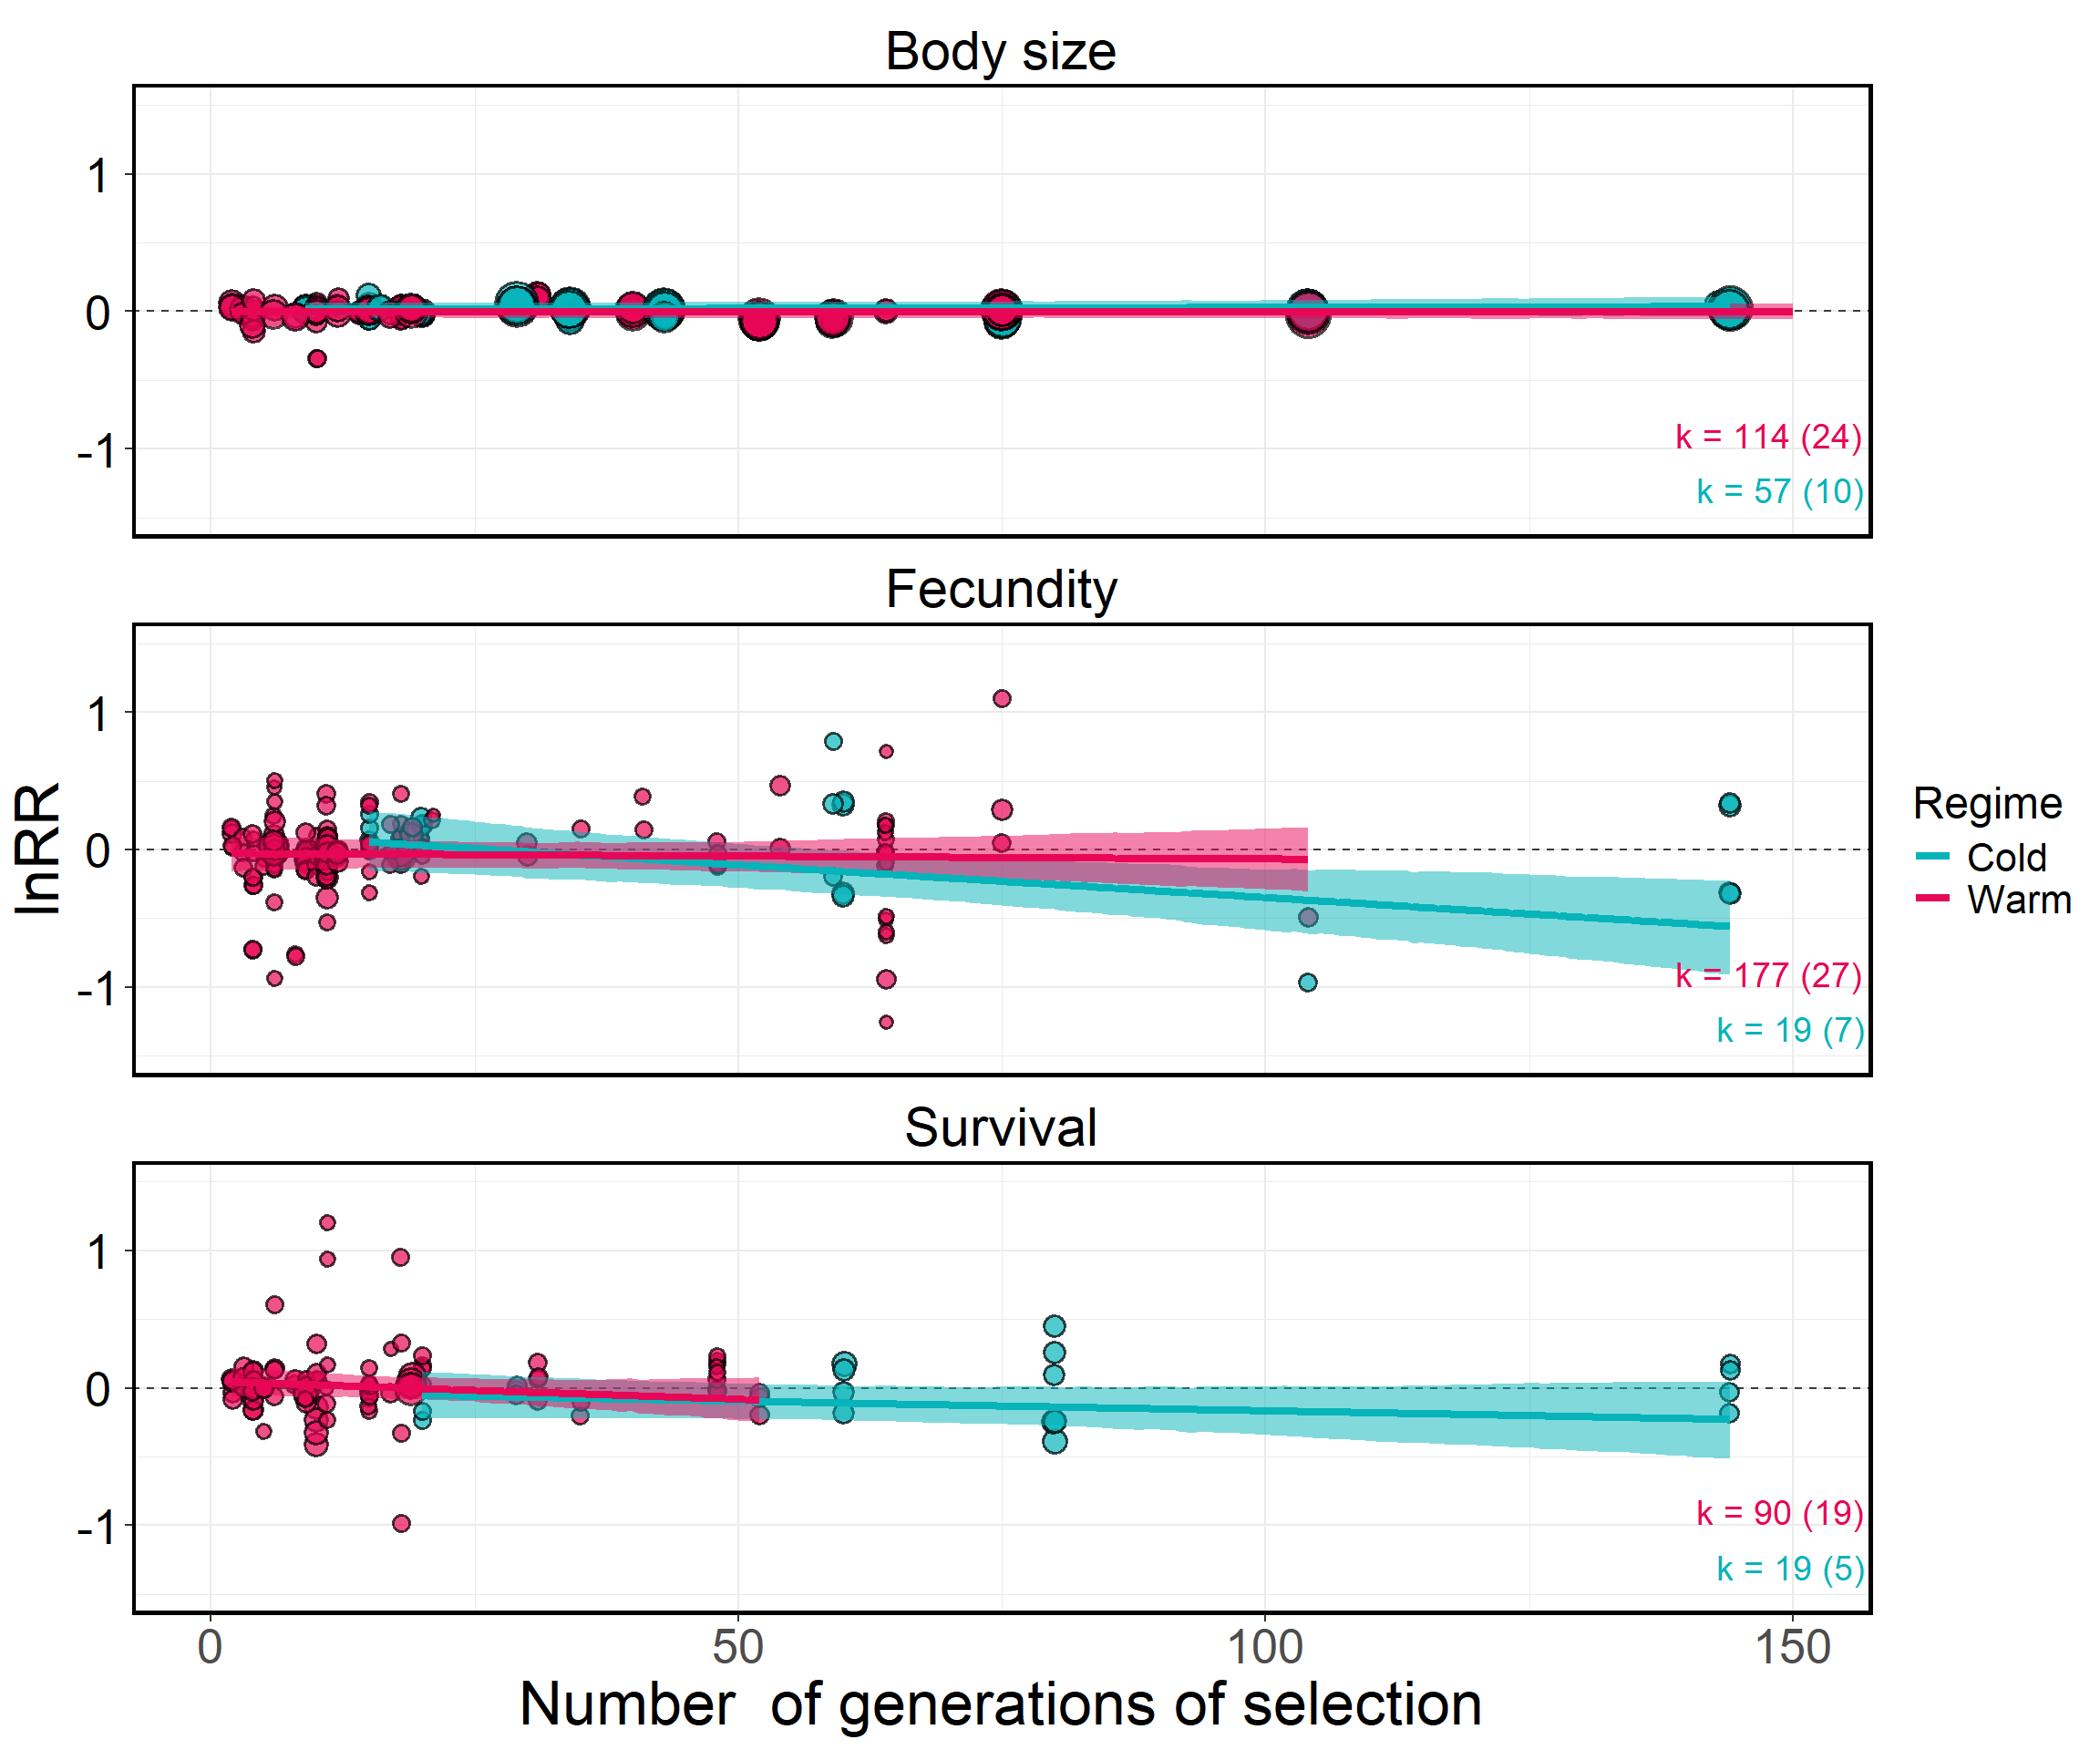 Body size
1
0
-1
k = 114 (24)
k = 57 (10)
Fecundity
1
0
-1
k = 177 (27)
k = 19 (7)
Survival
1
0
-1
k = 90 (19)
k = 19 (5)
0 50 100 150
Number  of generations of selection
lnRR
Regime
Cold
Warm